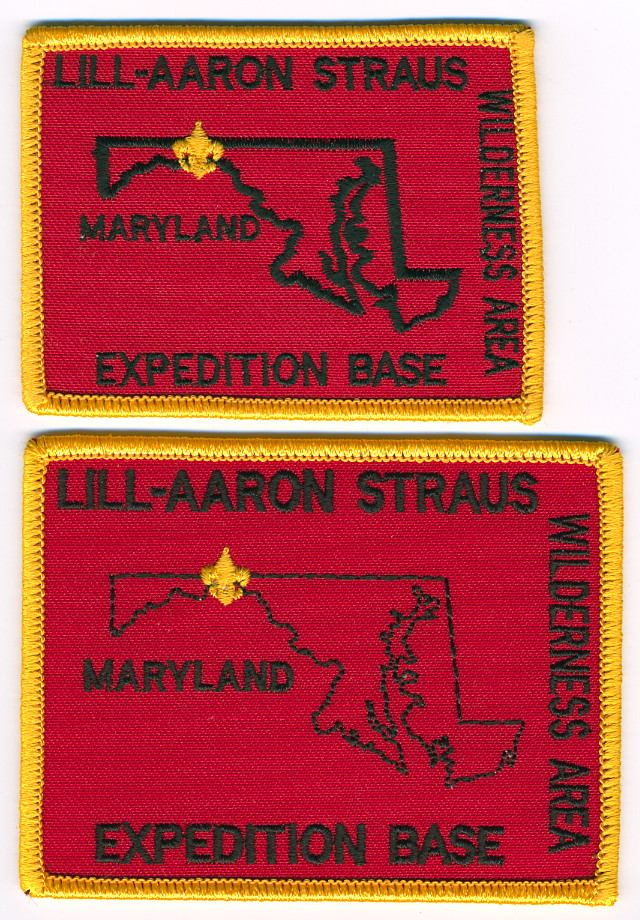 LILL-AARON STRAUS
WILDERNESS AREA
MARYLAND
EXPEDITION BASE
LILL-AARON STRAUS
WILDERNESS AREA
MARYLAND
EXPEDITION BASE